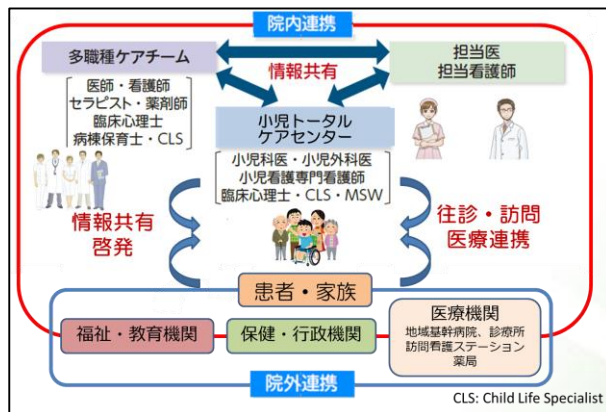 院内連携
多職種ケアチーム
医師・看護師
セラピスト・薬剤師
臨床心理士
病棟保育士・CLS
情報共有
担当医
担当看護師
小児トータル
ケアセンター
小児科医・小児外科医
小児看護専門看護師
臨床心理士・CLS・MSW
情報共有
啓発
往診・訪問
医療連携
患者・家族
福祉・教育機関
保健・行政機関
医療機関
地域基幹病院、診療所
訪問看護ステーション
薬局
院外連携
CLS: Child Life Specialist